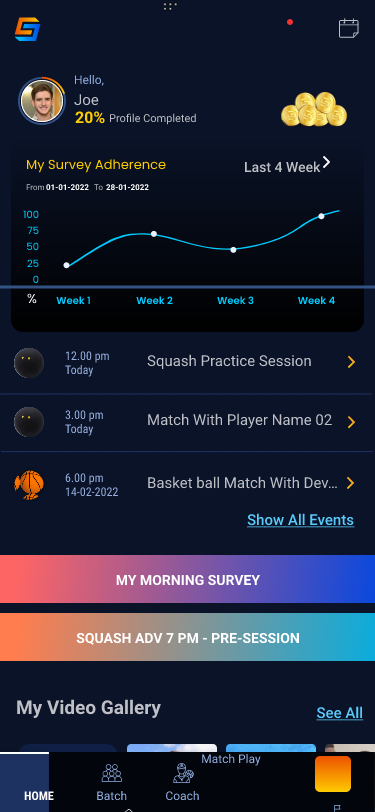 Hello,
Joe
20% Profile Completed
My Survey Adherence
Last 4 Week
From 01-01-2022 To 28-01-2022
100
75
50
25
0
% Week 1 Week 2 Week 3 Week 4
12.00 pm
Today
Squash Practice Session
3.00 pm
Today
Match With Player Name 02
6.00 pm
14-02-2022
Basket ball Match With Dev...
Show All Events
MY MORNING SURVEY
SQUASH ADV 7 PM - PRE-SESSION
My Video Gallery
See All
Match Play
HOME
Batch
Coach